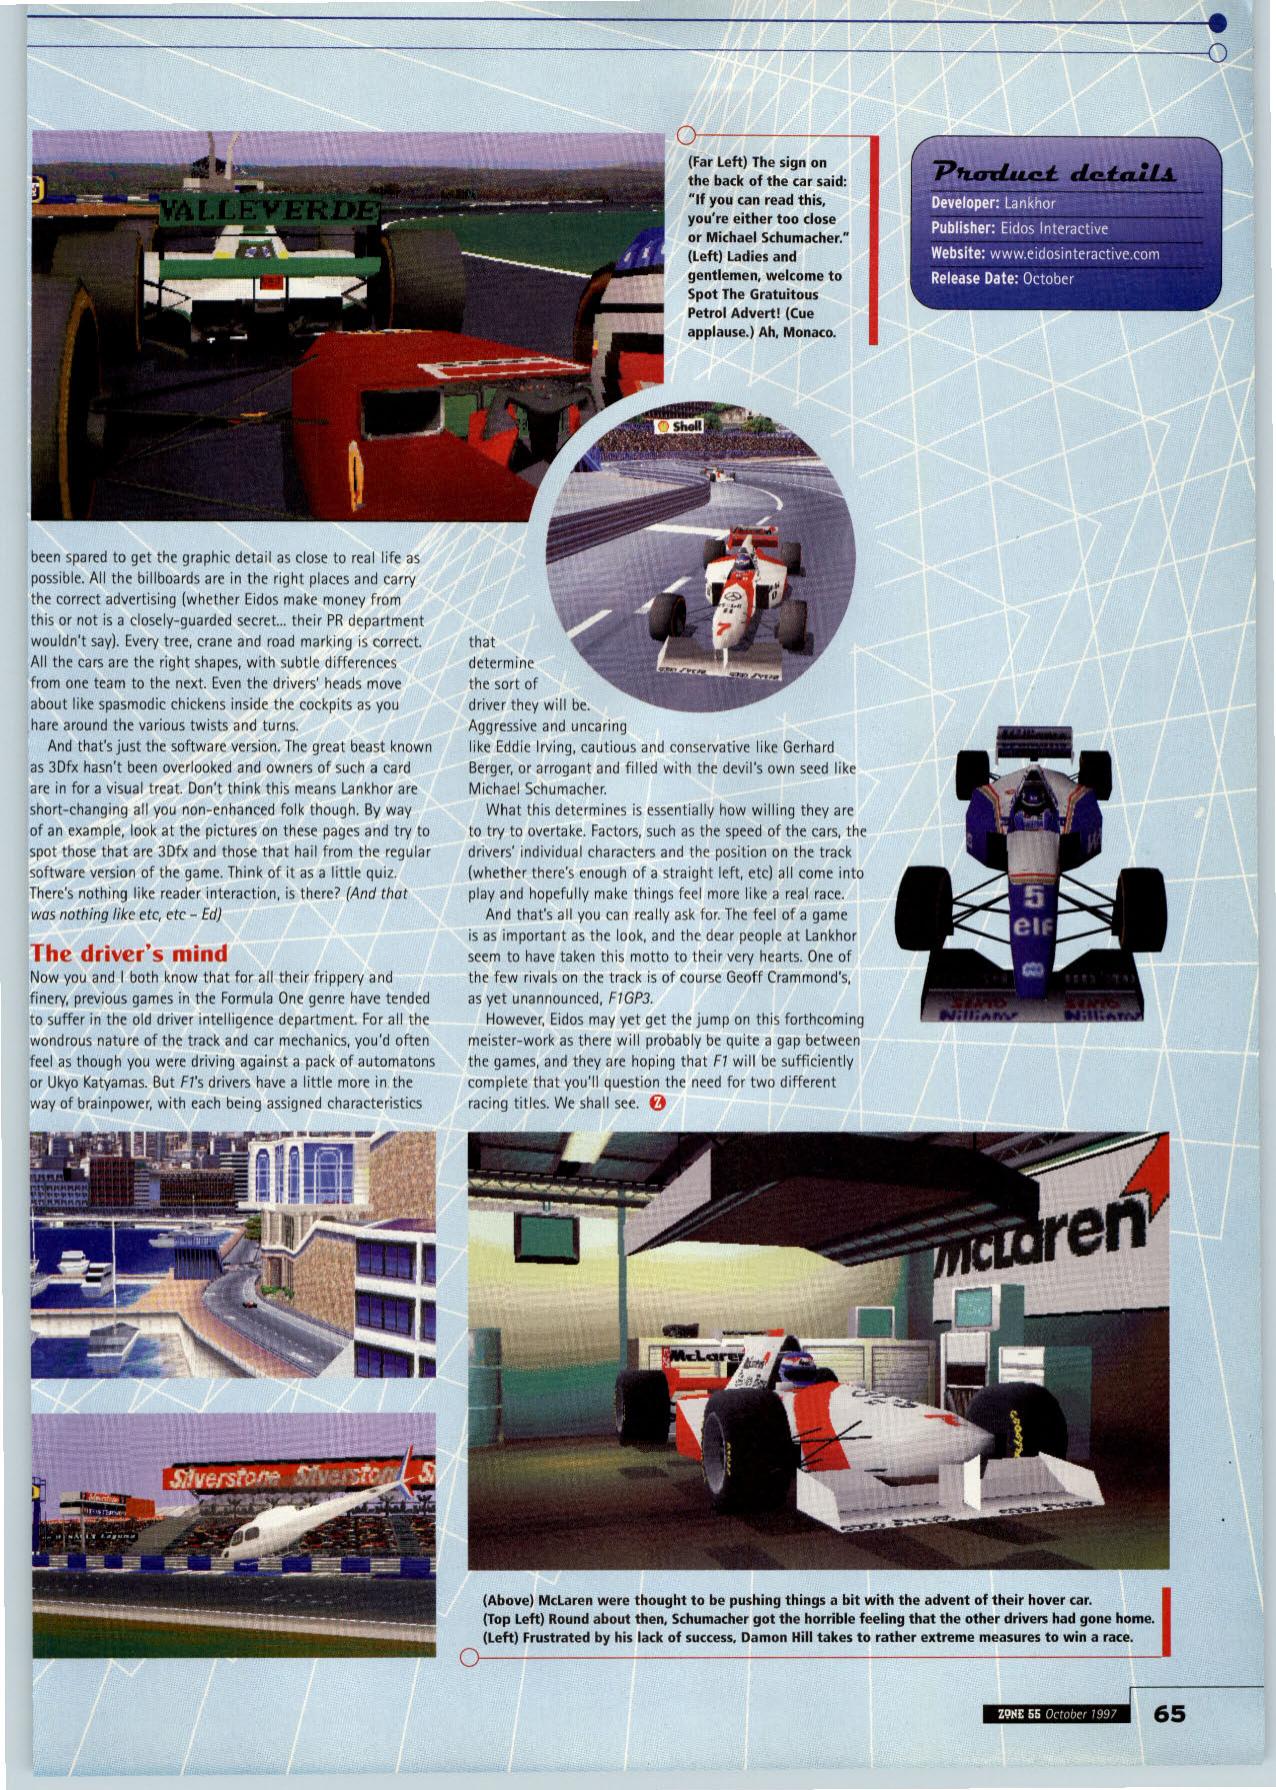 (Far Left) The sign on
the back of the car said:
"If you can read this,
you're either too close
or Michael Schumacher."
(Left) Ladies and
gentlemen, welcome to
Spot The Gratuitous
Petrol Advert! (Cue
applause.) Ah, Monaco.
Product details
Developer: Lankhor
Publisher: Eidos Interactive
Website: www.eidosinteractive.com
Release Date: October
VALLEVERDE
Shell
7
been spared to get the graphic detail as close to real life as
possible. All the billboards are in the right places and carry
the correct advertising (whether Eidos make money from
this or not is a closely-guarded secret... their PR department
wouldn't say). Every tree, crane and road marking is correct.
All the cars are the right shapes, with subtle differences
from one team to the next. Even the drivers' heads move
about like spasmodic chickens inside the cockpits as you
hare around the various twists and turns.
And that's just the software version. The great beast known
as 3Dfx hasn't been overlooked and owners of such a card
are in for a visual treat. Don't think this means Lankhor are
short-changing all you non-enhanced folk though. By way
of an example, look at the pictures on these pages and try to
spot those that are 3Dfx and those that hail from the regular
software version of the game. Think of it as a little quiz.
There's nothing like reader interaction, is there? (And that
was nothing like etc, etc – Ed)
The driver's mind
Now you and I both know that for all their frippery and
finery, previous games in the Formula One genre have tended
to suffer in the old driver intelligence department. For all the
wondrous nature of the track and car mechanics, you'd often
feel as though you were driving against a pack of automatons
or Ukyo Katyamas. But F1's drivers have a little more in the
way of brainpower, with each being assigned characteristics
that
determine
the sort of
driver they will be.
Aggressive and uncaring
like Eddie Irving, cautious and conservative like Gerhard
Berger, or arrogant and filled with the devil's own seed like
Michael Schumacher.
What this determines is essentially how willing they are
to try to overtake. Factors, such as the speed of the cars, the
drivers' individual characters and the position on the track
(whether there's enough of a straight left, etc) all come into
play and hopefully make things feel more like a real race.
And that's all you can really ask for. The feel of a game
is as important as the look, and the dear people at Lankhor
seem to have taken this motto to their very hearts. One of
the few rivals on the track is of course Geoff Crammond's,
as yet unannounced, F1GP3.
However, Eidos may yet get the jump on this forthcoming
meister-work as there will probably be quite a gap between
the games, and they are hoping that F1 will be sufficiently
complete that you'll question the need for two different
racing titles. We shall see. Z
5
elf
Williams Williams
Silverstone Silverstone S
McLaren
McLaren
7
(Above) McLaren were thought to be pushing things a bit with the advent of their hover car.
(Top Left) Round about then, Schumacher got the horrible feeling that the other drivers had gone home.
(Left) Frustrated by his lack of success, Damon Hill takes to rather extreme measures to win a race.
ZONE 55 October 1997 65